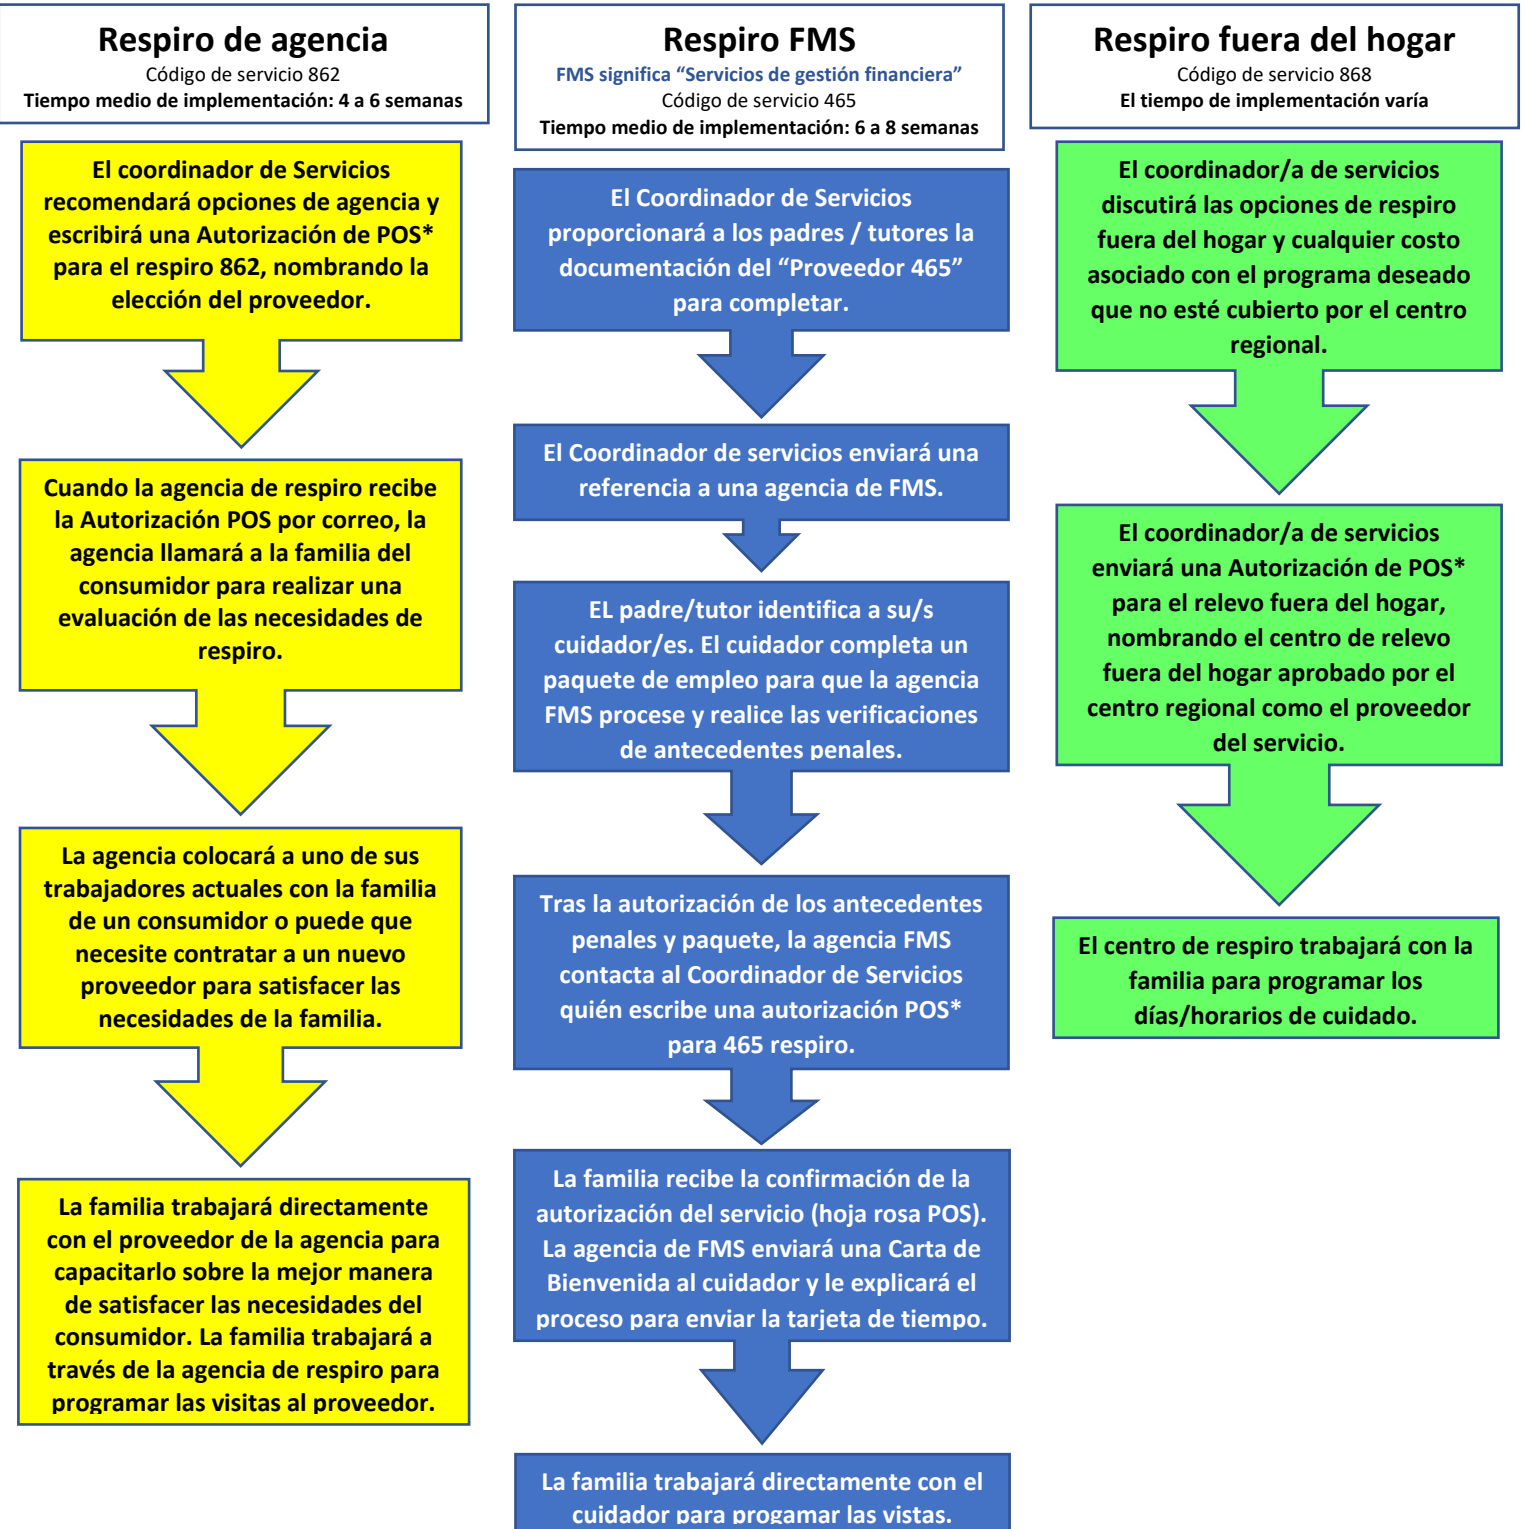 Respiro de agencia
Código de servicio 862
Tiempo medio de implementación: 4 a 6 semanas
El coordinador de Servicios
recomendará opciones de agencia y
escribirá una Autorización de POS*
para el respiro 862, nombrando la
elección del proveedor.
Cuando la agencia de respiro recibe
la Autorización POS por correo, la
agencia llamará a la familia del
consumidor para realizar una
evaluación de las necesidades de
respiro.
La agencia colocará a uno de sus
trabajadores actuales con la familia
de un consumidor o puede que
necesite contratar a un nuevo
proveedor para satisfacer las
necesidades de la familia.
La familia trabajará directamente
con el proveedor de la agencia para
capacitarlo sobre la mejor manera
de satisfacer las necesidades del
consumidor. La familia trabajará a
través de la agencia de respiro para
programar las visitas al proveedor.
Respiro FMS
FMS significa “Servicios de gestión financiera”
Código de servicio 465
Tiempo medio de implementación: 6 a 8 semanas
El Coordinador de Servicios
proporcionará a los padres / tutores la
documentación del “Proveedor 465”
para completar.
El Coordinador de servicios enviará una
referencia a una agencia de FMS.
EL padre/tutor identifica a su/s
cuidador/es. El cuidador completa un
paquete de empleo para que la agencia
FMS procese y realice las verificaciones
de antecedentes penales.
Tras la autorización de los antecedentes
penales y paquete, la agencia FMS
contacta al Coordinador de Servicios
quién escribe una autorización POS*
para 465 respiro.
La familia recibe la confirmación de la
autorización del servicio (hoja rosa POS).
La agencia de FMS enviará una Carta de
Bienvenida al cuidador y le explicará el
proceso para enviar la tarjeta de tiempo.
La familia trabajará directamente con el
cuidador para progamar las vistas.
Respiro fuera del hogar
Código de servicio 868
El tiempo de implementación varía
El coordinador/a de servicios
discutirá las opciones de respiro
fuera del hogar y cualquier costo
asociado con el programa deseado
que no esté cubierto por el centro
regional.
El coordinador/a de servicios
enviará una Autorización de POS*
para el relevo fuera del hogar,
nombrando el centro de relevo
fuera del hogar aprobado por el
centro regional como el proveedor
del servicio.
El centro de respiro trabajará con la
familia para programar los
días/horarios de cuidado.